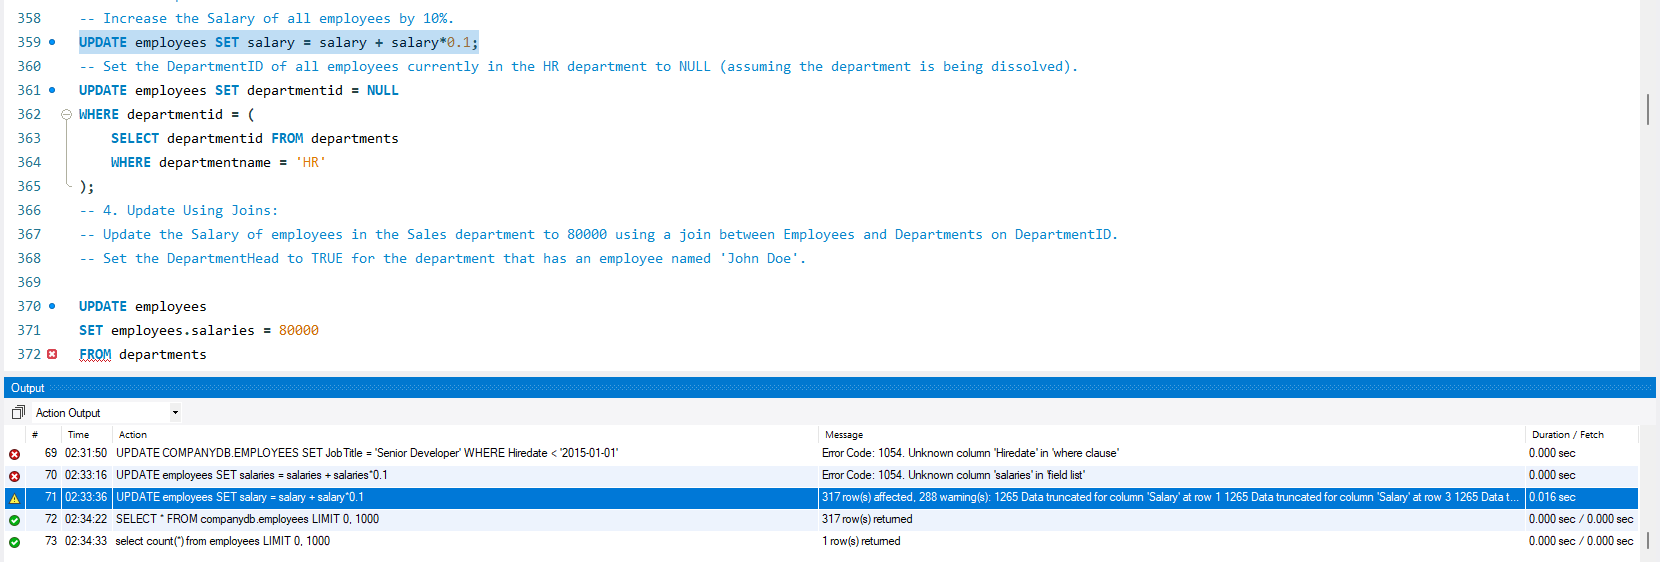 358 -- Increase the Salary of all employees by 10%.
359 UPDATE employees SET salary = salary + salary*0.1;
360 -- Set the DepartmentID of all employees currently in the HR department to NULL (assuming the department is being dissolved).
361 UPDATE employees SET departmentid = NULL
362 WHERE departmentid = (
363 SELECT departmentid FROM departments
364 WHERE departmentname = 'HR'
365 );
366 -- 4. Update Using Joins:
367 -- Update the Salary of employees in the Sales department to 80000 using a join between Employees and Departments on DepartmentID.
368 -- Set the DepartmentHead to TRUE for the department that has an employee named 'John Doe'.
369
370 UPDATE employees
371 SET employees.salaries = 80000
372 FROM departments
Output
Action Output
# Time Action Message Duration / Fetch
69 02:31:50 UPDATE COMPANYDB.EMPLOYEES SET JobTitle = 'Senior Developer' WHERE Hiredate < '2015-01-01' Error Code: 1054. Unknown column 'Hiredate' in 'where clause' 0.000 sec
70 02:33:16 UPDATE employees SET salaries = salaries + salaries*0.1 Error Code: 1054. Unknown column 'salaries' in 'field list' 0.000 sec
71 02:33:36 UPDATE employees SET salary = salary + salary*0.1 317 row(s) affected, 288 warning(s): 1265 Data truncated for column 'Salary' at row 1 1265 Data truncated for column 'Salary' at row 3 1265 Data t... 0.016 sec
72 02:34:22 SELECT * FROM companydb.employees LIMIT 0, 1000 317 row(s) returned 0.000 sec / 0.000 sec
73 02:34:33 select count(*) from employees LIMIT 0, 1000 1 row(s) returned 0.000 sec / 0.000 sec